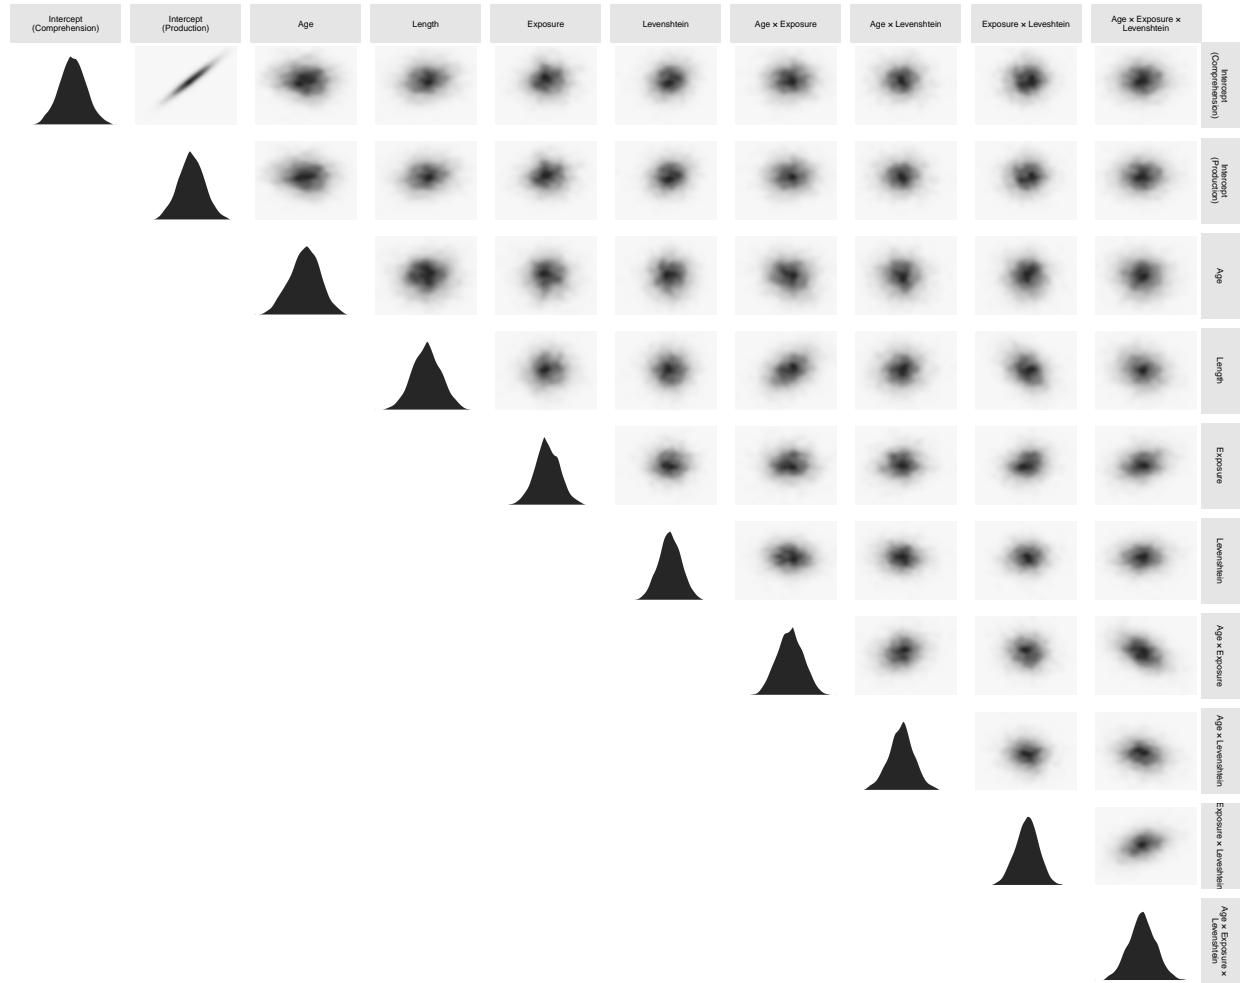 Intercept
(Comprehension)
Intercept
(Production)
Age
Length
Exposure
Levenshtein
Age × Exposure
Age × Levenshtein
Exposure × Leveshtein
Age × Exposure ×
Levenshtein
Intercept
(Comprehension)
Intercept
(Production)
Age
Length
Exposure
Levenshtein
Age × Exposure
Age × Levenshtein
Exposure × Leveshtein
Age × Exposure ×
Levenshtein